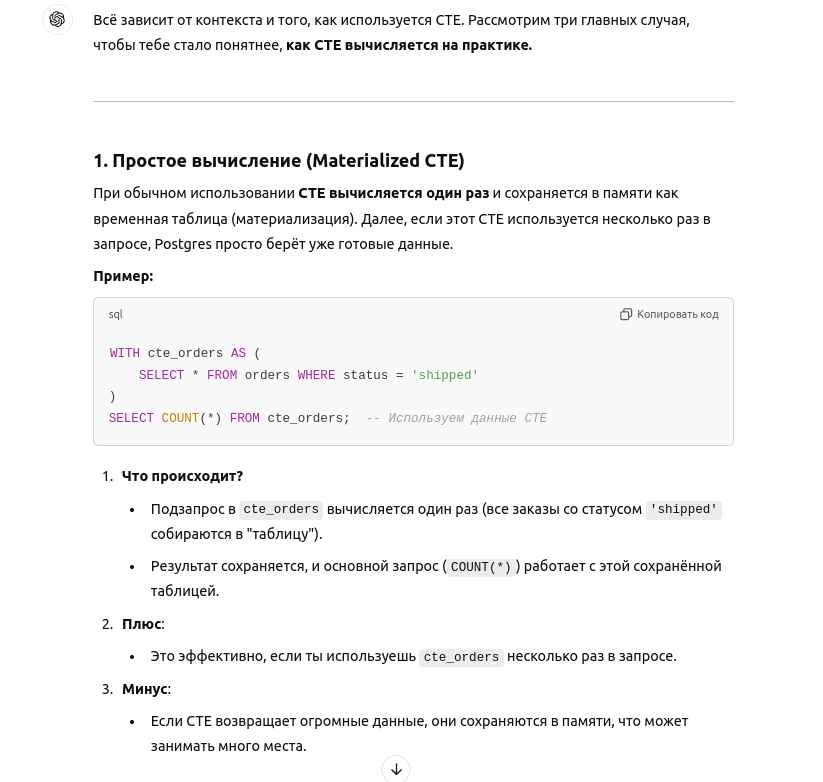 Всё зависит от контекста и того, как используется CTE. Рассмотрим три главных случая,
чтобы тебе стало понятнее, как CTE вычисляется на практике.
1. Простое вычисление (Materialized CTE)
При обычном использовании CTE вычисляется один раз и сохраняется в памяти как
временная таблица (материализация). Далее, если этот CTE используется несколько раз в
запросе, Postgres просто берёт уже готовые данные.
Пример:
sql
Копировать код
WITH cte_orders AS (
    SELECT * FROM orders WHERE status = 'shipped'
)
SELECT COUNT(*) FROM cte_orders;  -- Используем данные CTE
1. Что происходит?
• Подзапрос в cte_orders вычисляется один раз (все заказы со статусом 'shipped'
собираются в "таблицу").
• Результат сохраняется, и основной запрос (COUNT(*)) работает с этой сохранённой
таблицей.
2. Плюс:
• Это эффективно, если ты используешь cte_orders несколько раз в запросе.
3. Минус:
• Если CTE возвращает огромные данные, они сохраняются в памяти, что может
занимать много места.